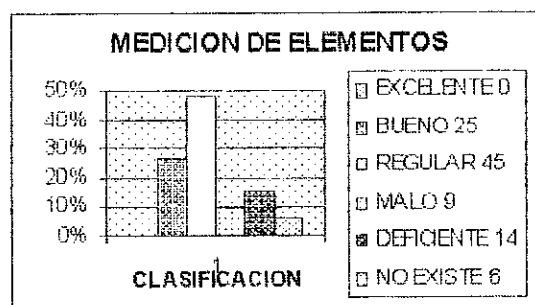 MEDICION DE ELEMENTOS
50%
40%
30%
20%
10%
0%
1
CLASIFICACION
EXCELENTE 0
BUENO 25
REGULAR 45
MALO 9
DEFICIENTE 14
NO EXISTE 6